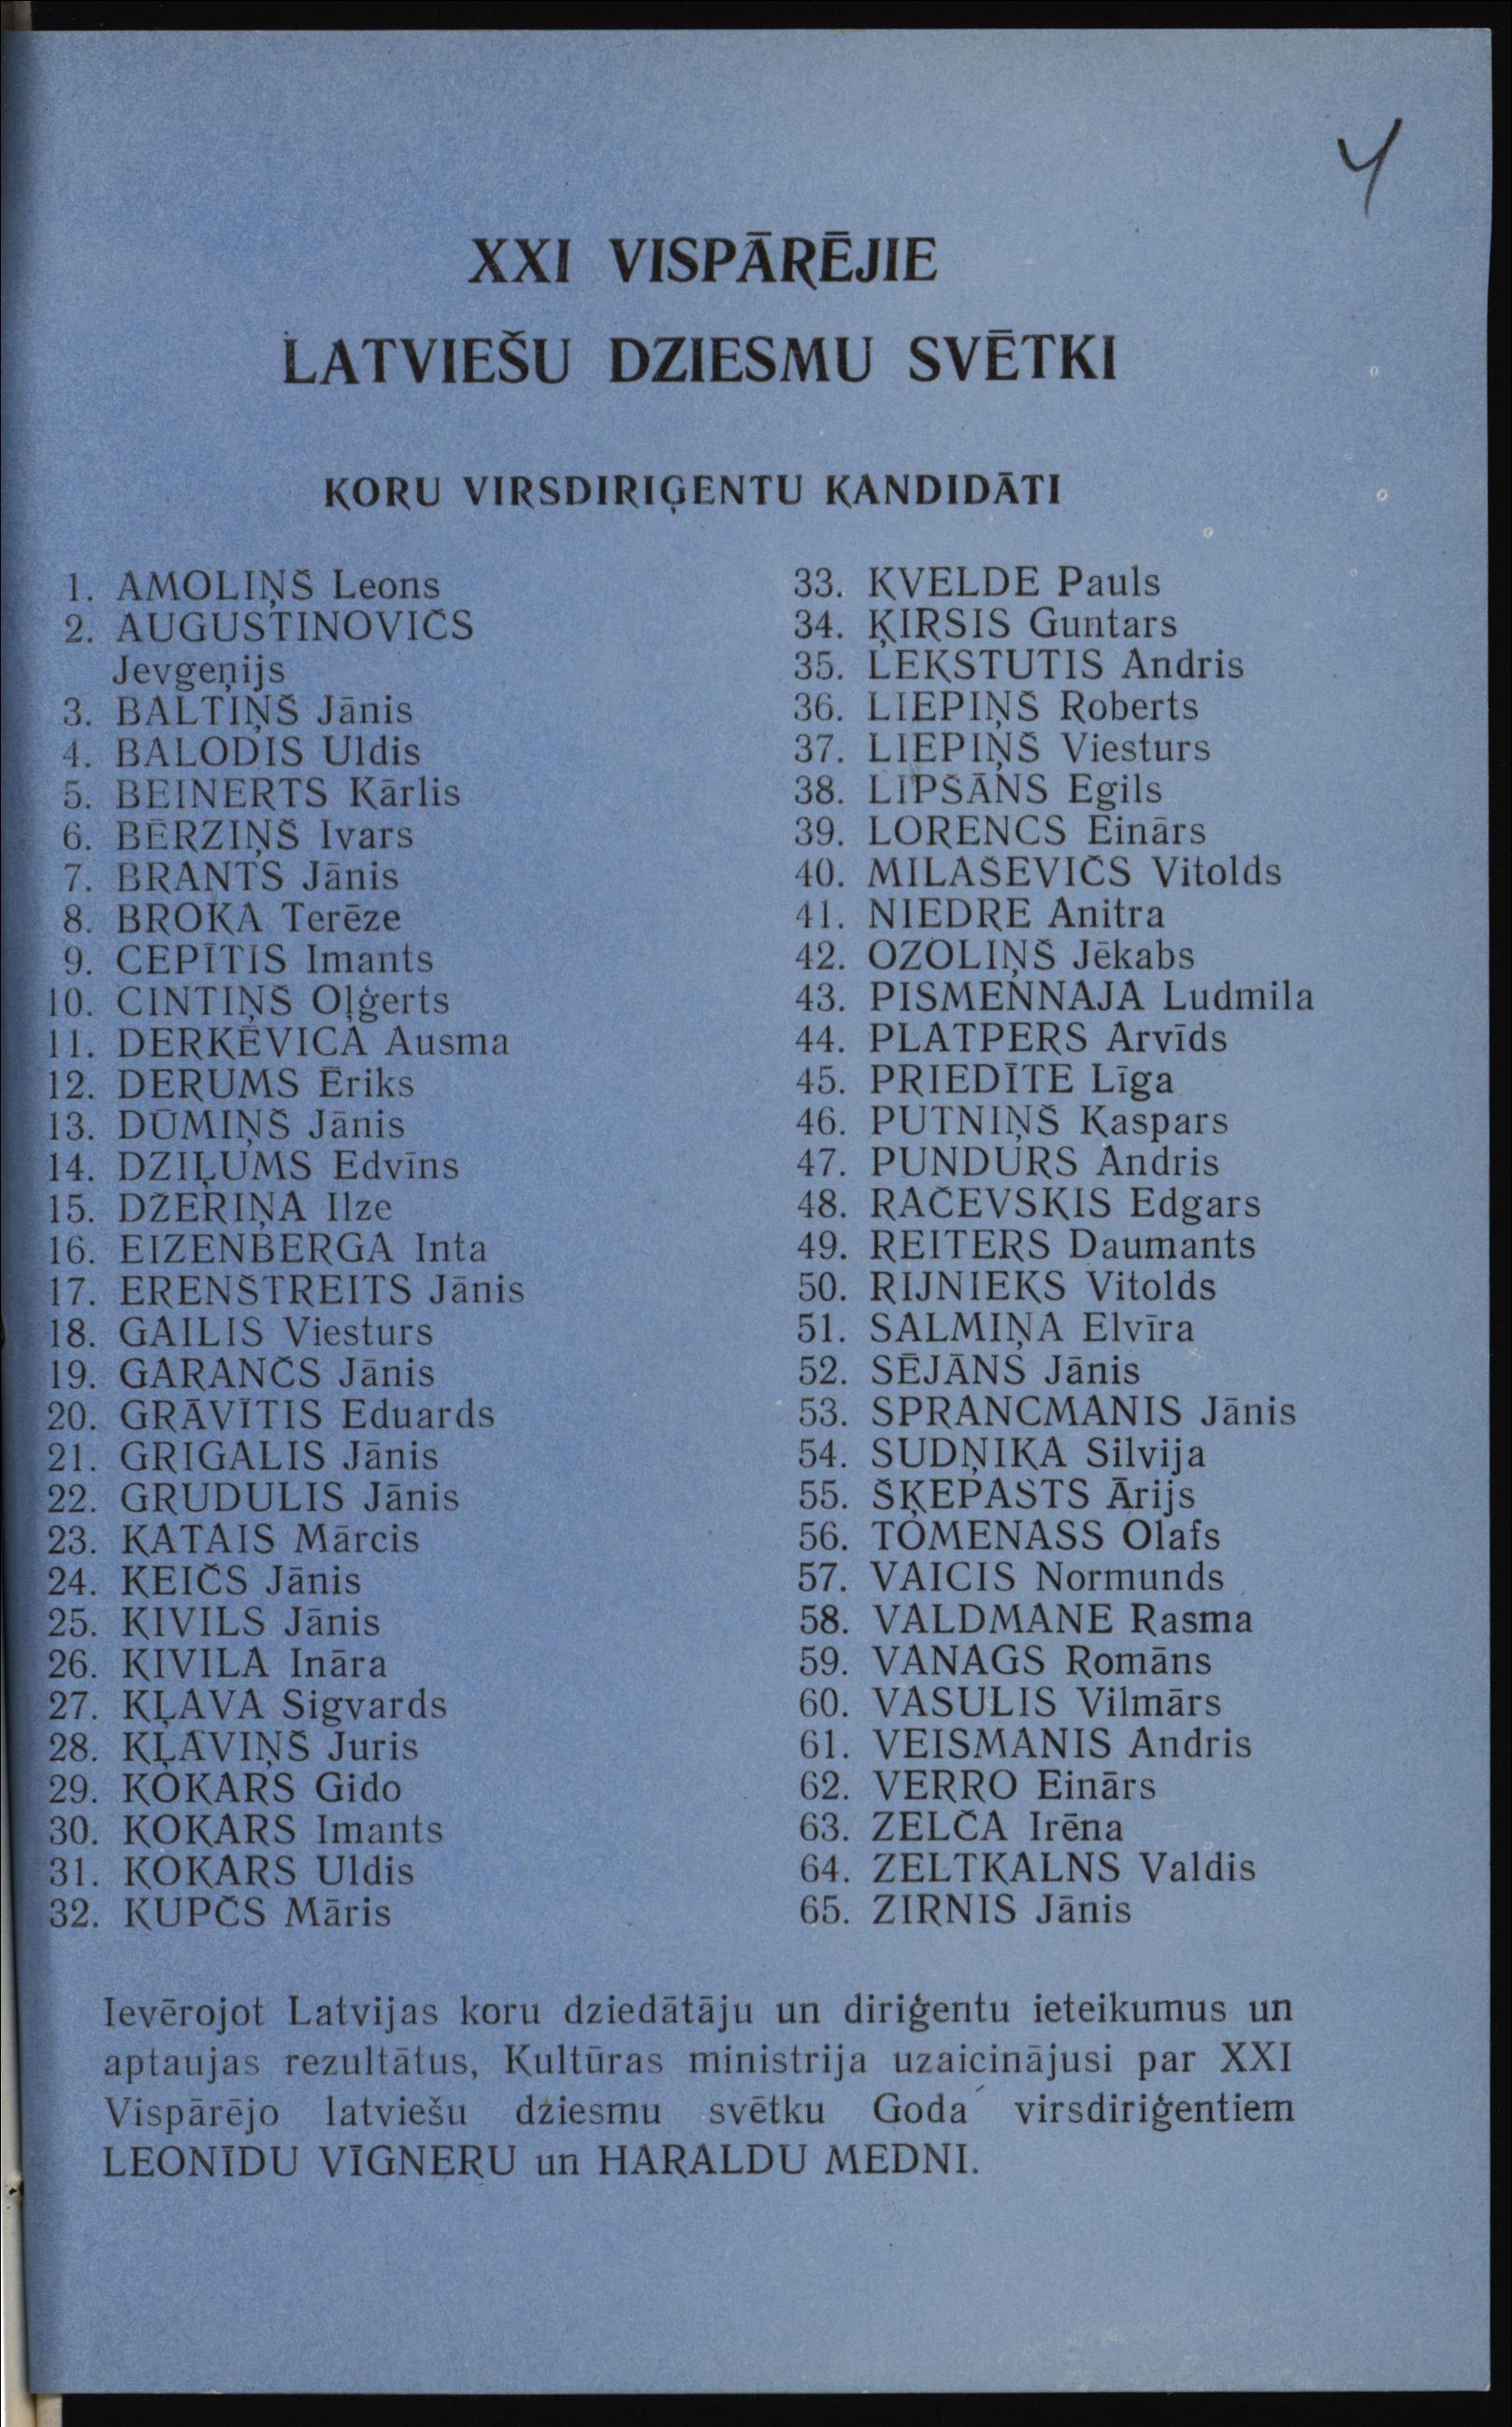 4
XXI VISPĀRĒJIE
LATVIEŠU DZIESMU SVĒTKI
KORU VIRSDIRIĢENTU KANDIDĀTI
1. AMOLIŅŠ Leons
2. AUGUSTINOVIČS
Jevgeņijs
3. BALTIŅŠ Jānis
4. BALODIS Uldis
5. BEINERTS Kārlis
6. BĒRZIŅŠ Ivars
7. BRANTS Jānis
8. BROKA Terēze
9. CEPĪTIS Imants
10. CINTIŅŠ Oļģerts
11. DERKĒVICA Ausma
12. DERUMS Ēriks
13. DŪMIŅŠ Jānis
14. DZIĻUMS Edvīns
15. DŽERIŅA Ilze
16. EIZENBERGA Inta
17. ERENŠTREITS Jānis
18. GAILIS Viesturs
19. GARANČS Jānis
20. GRĀVĪTIS Eduards
21. GRIGALIS Jānis
22. GRUDULIS Jānis
23. KATAIS Mārcis
24. KEIČS Jānis
25. KIVILS Jānis
26. KIVILA Ināra
27. KĻAVA Sigvards
28. KĻAVIŅŠ Juris
29. KOKARS Gido
30. KOKARS Imants
31. KOKARS Uldis
32. KUPČS Māris
33. KVELDE Pauls
34. ĶIRSIS Guntars
35. LEKSTUTIS Andris
36. LIEPIŅŠ Roberts
37. LIEPIŅŠ Viesturs
38. LIPŠĀNS Egils
39. LORENCS Einārs
40. MILAŠEVIČS Vitolds
41. NIEDRE Anitra
42. OZOLIŅŠ Jēkabs
43. PISMENNAJA Ludmila
44. PLATPERS Arvīds
45. PRIEDĪTE Līga
46. PUTNIŅŠ Kaspars
47. PUNDURS Andris
48. RAČEVSKIS Edgars
49. REITERS Daumants
50. RIJNIEKS Vitolds
51. SALMIŅA Elvīra
52. SĒJĀNS Jānis
53. SPRANCMANIS Jānis
54. SUDŅIKA Silvija
55. ŠĶEPASTS Ārijs
56. TOMENASS Olafs
57. VAICIS Normunds
58. VALDMANE Rasma
59. VANAGS Romāns
60. VASULIS Vilmārs
61. VEISMANIS Andris
62. VERRO Einārs
63. ZELČA Irēna
64. ZELTKALNS Valdis
65. ZIRNIS Jānis
Ievērojot Latvijas koru dziedātāju un diriģentu ieteikumus un
aptaujas rezultātus, Kultūras ministrija uzaicinājusi par XXI
Vispārējo latviešu dziesmu svētku Goda virsdiriģentiem
LEONĪDU VĪGNERU un HARALDU MEDNI.